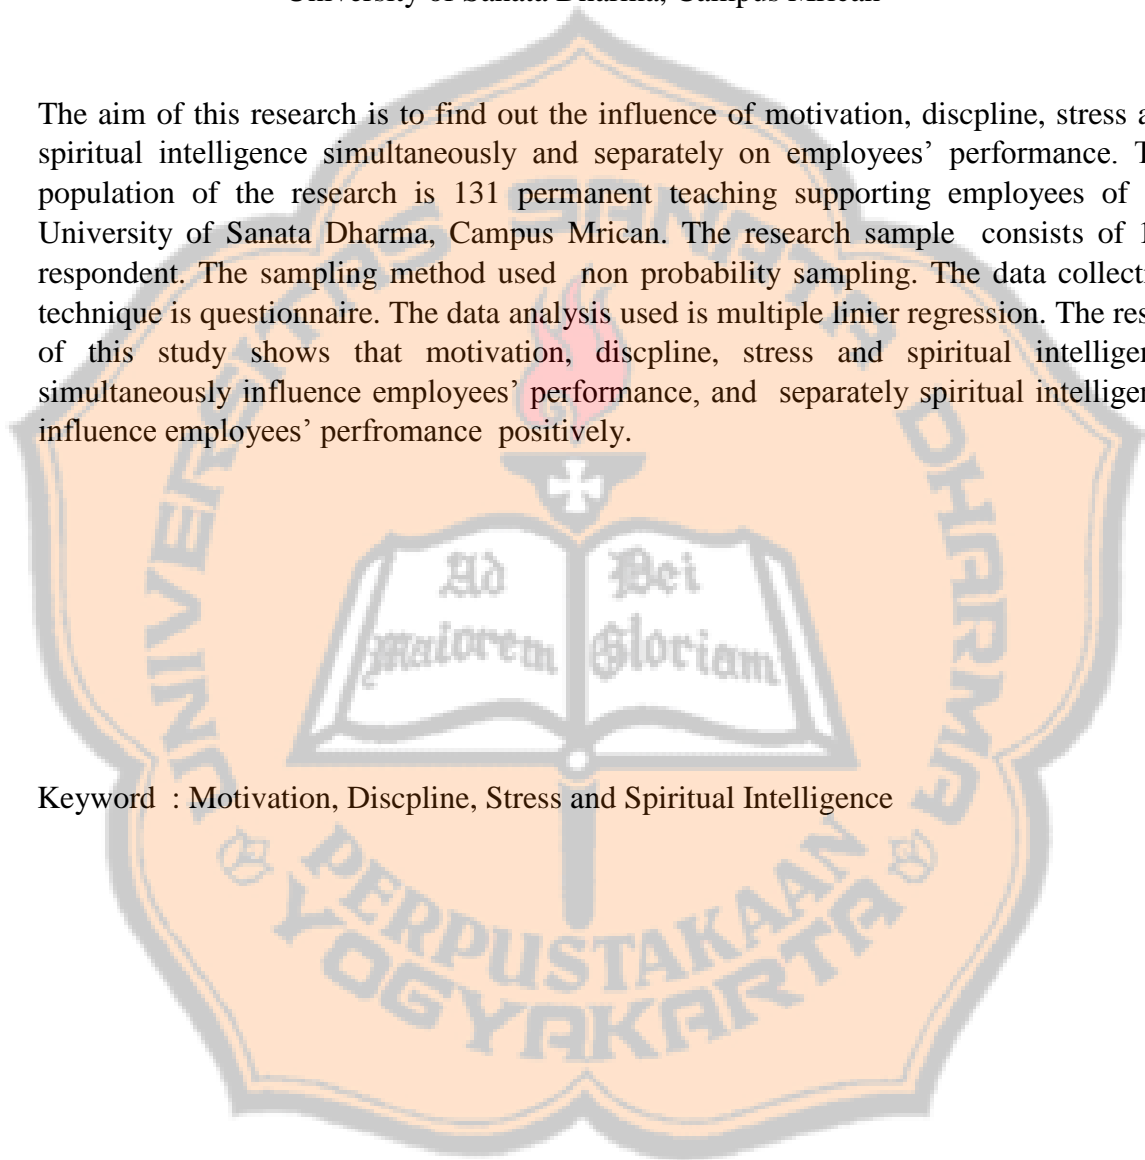 University of Sanata Dharma, Campus Mrican
The aim of this research is to find out the influence of motivation, discpline, stress
spiritual intelligence simultaneously and separately on employees’ performance.
population of the research is 131 permanent teaching supporting employees of
University of Sanata Dharma, Campus Mrican. The research sample consists of
respondent. The sampling method used non probability sampling. The data
technique is questionnaire. The data analysis used is multiple linier regression. The
of this study shows that motivation, discpline, stress and spiritual
simultaneously influence employees’ performance, and separately spiritual
influence employees’ perfromance positively.
Ad Dei
maiorem Gloriam
Keyword : Motivation, Discpline, Stress and Spiritual Intelligence
UNIVERSITAS SANATA DHARMA
PERPUSTAKAAN
YOGYAKARTA